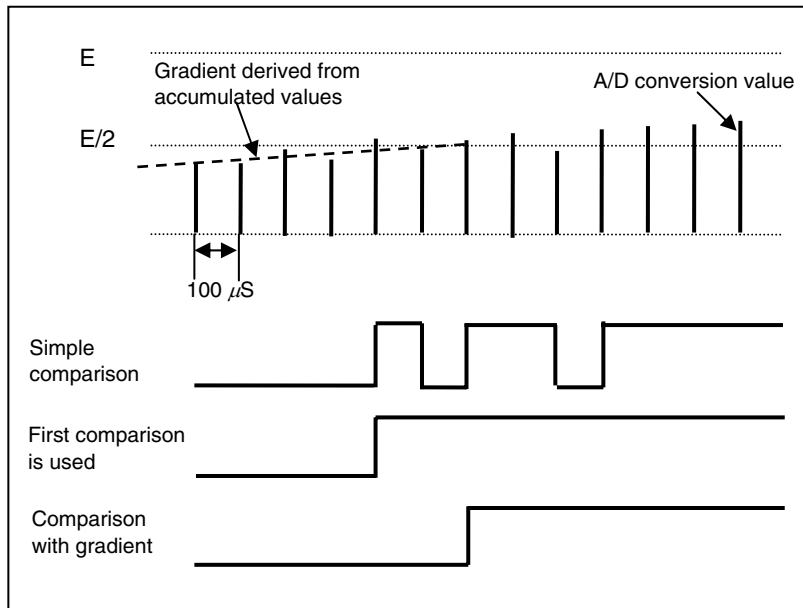 E
Gradient derived from
accumulated values
A/D conversion value
E/2
100 μS
Simple
comparison
First comparison
is used
Comparison
with gradient